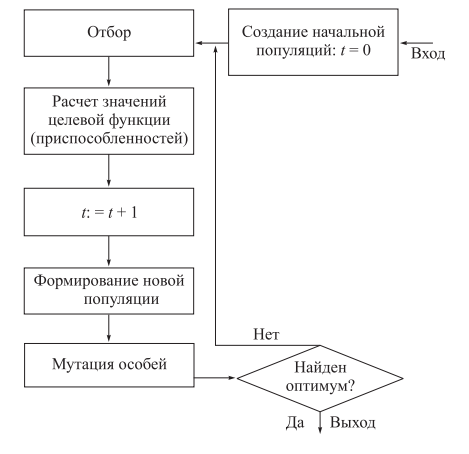 Отбор
Создание начальной
популяций: t = 0
Вход
Расчет значений
целевой функции
(приспособленностей)
t: = t + 1
Формирование новой
популяции
Мутация особей
Нет
Найден
оптимум?
Да
Выход